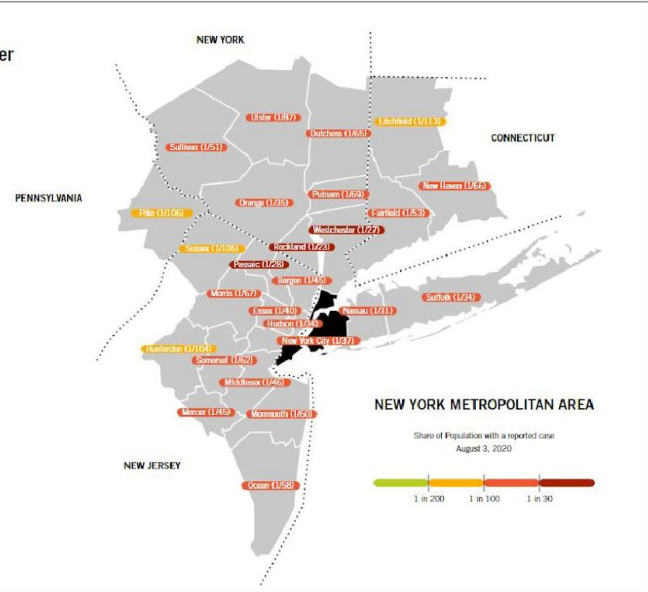 er
NEW YORK
Ulster (1/87)
Litchfield (1/113)
Dutchess (1/65)
CONNECTICUT
Sullivan (1/51)
New Haven (1/66)
Putnam (1/69)
PENNSYLVANIA
Orange (1/35)
Pike (1/106)
Fairfield (1/53)
Westchester (1/27)
Sussex (1/105)
Rockland (1/23)
Passaic (1/28)
Bergen (1/45)
Morris (1/67)
Suffolk (1/34)
Essex (1/40)
Nassau (1/31)
Hudson (1/34)
New York City (1/37)
Hunterdon (1/104)
Somerset (1/62)
Middlesex (1/46)
NEW YORK METROPOLITAN AREA
Mercer (1/45)
Monmouth (1/60)
Share of Population with a reported case
August 3, 2020
NEW JERSEY
Ocean (1/58)
1 in 200
1 in 100
1 in 30